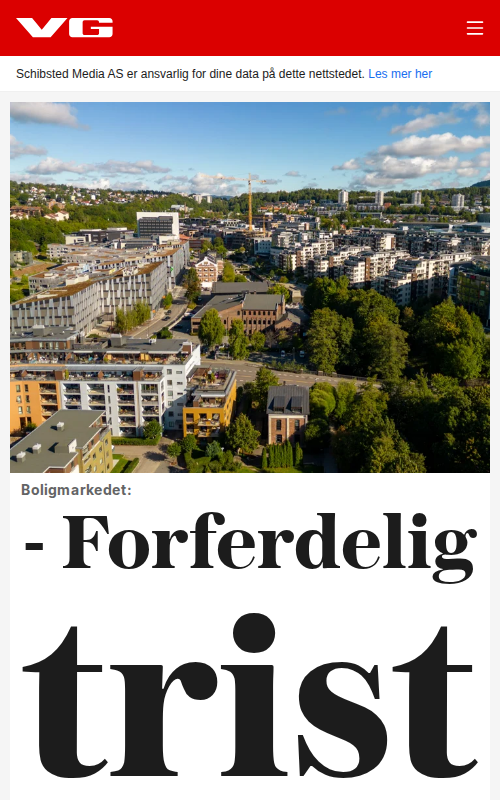 VG
Schibsted Media AS er ansvarlig for dine data på dette nettstedet. Les mer her
Boligmarkedet:
- Forferdelig
trist